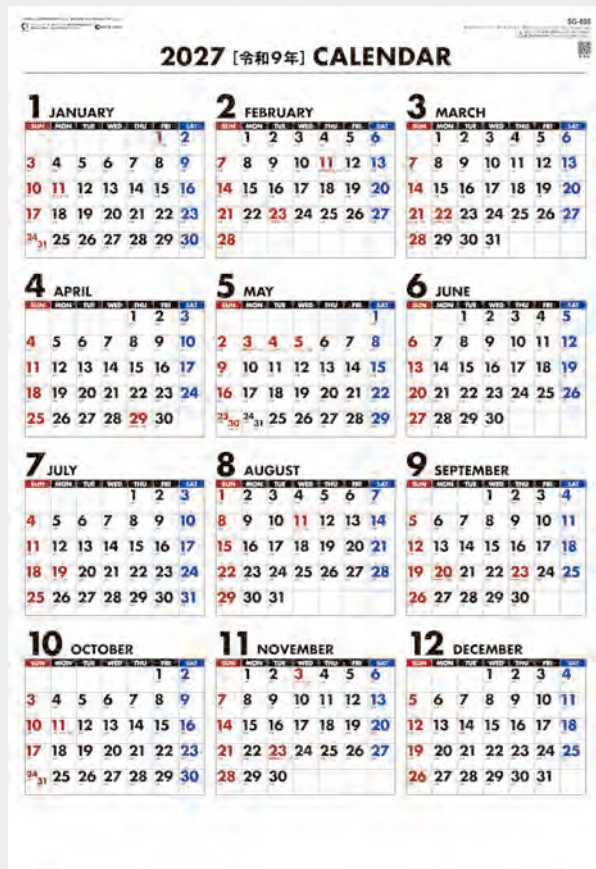 SG-888
2027 [令和9年] CALENDAR
1 JANUARY
SUN MON TUE WED THU FRI SAT
1 2
3 4 5 6 7 8 9
10 11 12 13 14 15 16
17 18 19 20 21 22 23
24/31 25 26 27 28 29 30
2 FEBRUARY
SUN MON TUE WED THU FRI SAT
1 2 3 4 5 6
7 8 9 10 11 12 13
14 15 16 17 18 19 20
21 22 23 24 25 26 27
28
3 MARCH
SUN MON TUE WED THU FRI SAT
1 2 3 4 5 6
7 8 9 10 11 12 13
14 15 16 17 18 19 20
21 22 23 24 25 26 27
28 29 30 31
4 APRIL
SUN MON TUE WED THU FRI SAT
1 2 3
4 5 6 7 8 9 10
11 12 13 14 15 16 17
18 19 20 21 22 23 24
25 26 27 28 29 30
5 MAY
SUN MON TUE WED THU FRI SAT
1
2 3 4 5 6 7 8
9 10 11 12 13 14 15
16 17 18 19 20 21 22
23/30 24/31 25 26 27 28 29
6 JUNE
SUN MON TUE WED THU FRI SAT
1 2 3 4 5
6 7 8 9 10 11 12
13 14 15 16 17 18 19
20 21 22 23 24 25 26
27 28 29 30
7 JULY
SUN MON TUE WED THU FRI SAT
1 2 3
4 5 6 7 8 9 10
11 12 13 14 15 16 17
18 19 20 21 22 23 24
25 26 27 28 29 30 31
8 AUGUST
SUN MON TUE WED THU FRI SAT
1 2 3 4 5 6 7
8 9 10 11 12 13 14
15 16 17 18 19 20 21
22 23 24 25 26 27 28
29 30 31
9 SEPTEMBER
SUN MON TUE WED THU FRI SAT
1 2 3 4
5 6 7 8 9 10 11
12 13 14 15 16 17 18
19 20 21 22 23 24 25
26 27 28 29 30
10 OCTOBER
SUN MON TUE WED THU FRI SAT
1 2
3 4 5 6 7 8 9
10 11 12 13 14 15 16
17 18 19 20 21 22 23
24/31 25 26 27 28 29 30
11 NOVEMBER
SUN MON TUE WED THU FRI SAT
1 2 3 4 5 6
7 8 9 10 11 12 13
14 15 16 17 18 19 20
21 22 23 24 25 26 27
28 29 30
12 DECEMBER
SUN MON TUE WED THU FRI SAT
1 2 3 4
5 6 7 8 9 10 11
12 13 14 15 16 17 18
19 20 21 22 23 24 25
26 27 28 29 30 31